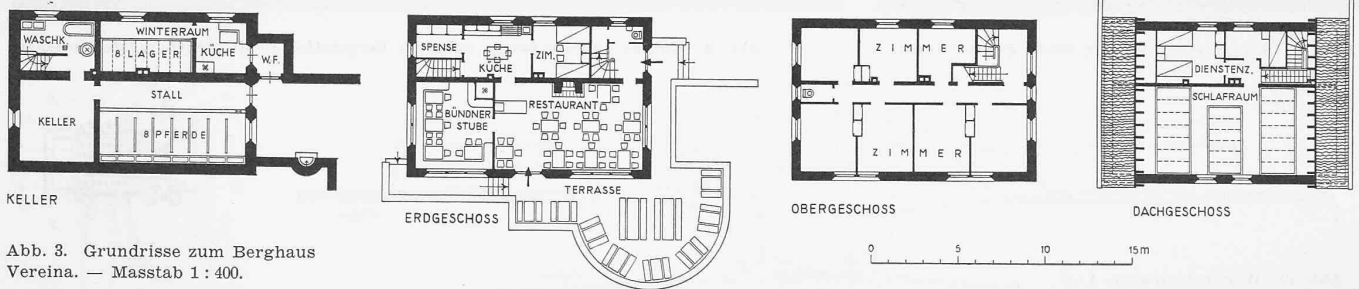 WASCHK.
WINTERRAUM
8 LAGER
KÜCHE
W.F.
STALL
KELLER
8 PFERDE
KELLER
SPENSE
KÜCHE
ZIM.
BÜNDNER
STUBE
RESTAURANT
TERRASSE
ERDGESCHOSS
ZIMMER
ZIMMER
OBERGESCHOSS
DIENSTENZ.
SCHLAFRAUM
DACHGESCHOSS
0 5 10 15 m
Abb. 3. Grundrisse zum Berghaus
Vereina. — Masstab 1 : 400.